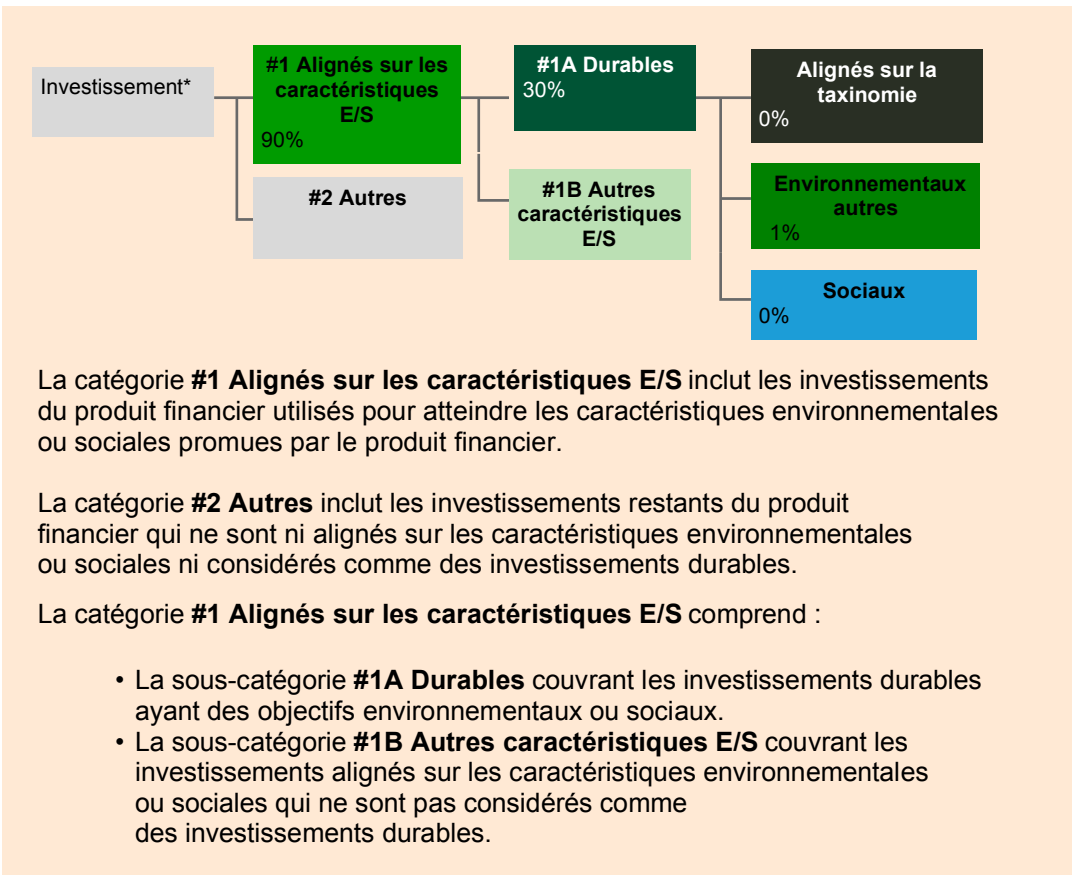 Investissement*
#1 Alignés sur les
caractéristiques
E/S
90%
#2 Autres
#1A Durables
30%
#1B Autres
caractéristiques
E/S
Alignés sur la
taxinomie
0%
Environnementaux
autres
1%
Sociaux
0%
La catégorie #1 Alignés sur les caractéristiques E/S inclut les investissements
du produit financier utilisés pour atteindre les caractéristiques environnementales
ou sociales promues par le produit financier.
La catégorie #2 Autres inclut les investissements restants du produit
financier qui ne sont ni alignés sur les caractéristiques environnementales
ou sociales ni considérés comme des investissements durables.
La catégorie #1 Alignés sur les caractéristiques E/S comprend :
• La sous-catégorie #1A Durables couvrant les investissements durables
ayant des objectifs environnementaux ou sociaux.
• La sous-catégorie #1B Autres caractéristiques E/S couvrant les
investissements alignés sur les caractéristiques environnementales
ou sociales qui ne sont pas considérés comme
des investissements durables.